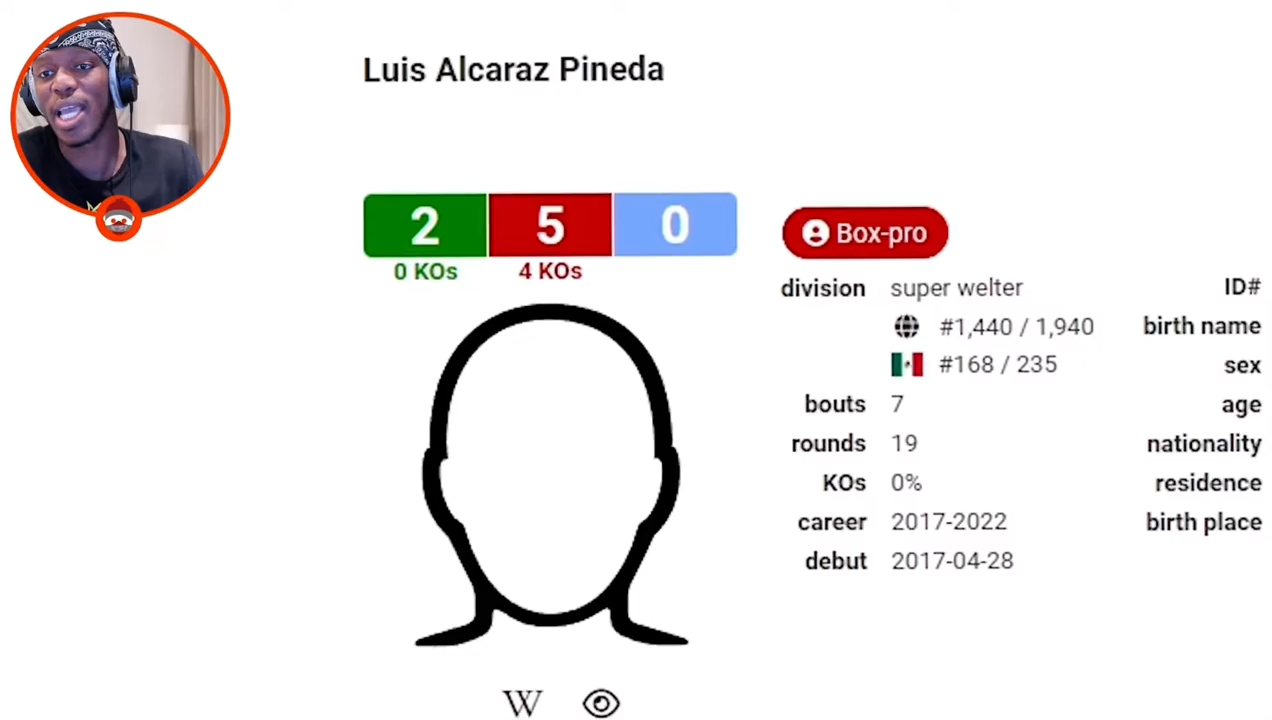 Luis Alcaraz Pineda
2 5 0
0 KOs 4 KOs
Box-pro
division super welter ID#
#1,440 / 1,940 birth name
#168 / 235 sex
bouts 7 age
rounds 19 nationality
KOs 0% residence
career 2017-2022 birth place
debut 2017-04-28
W